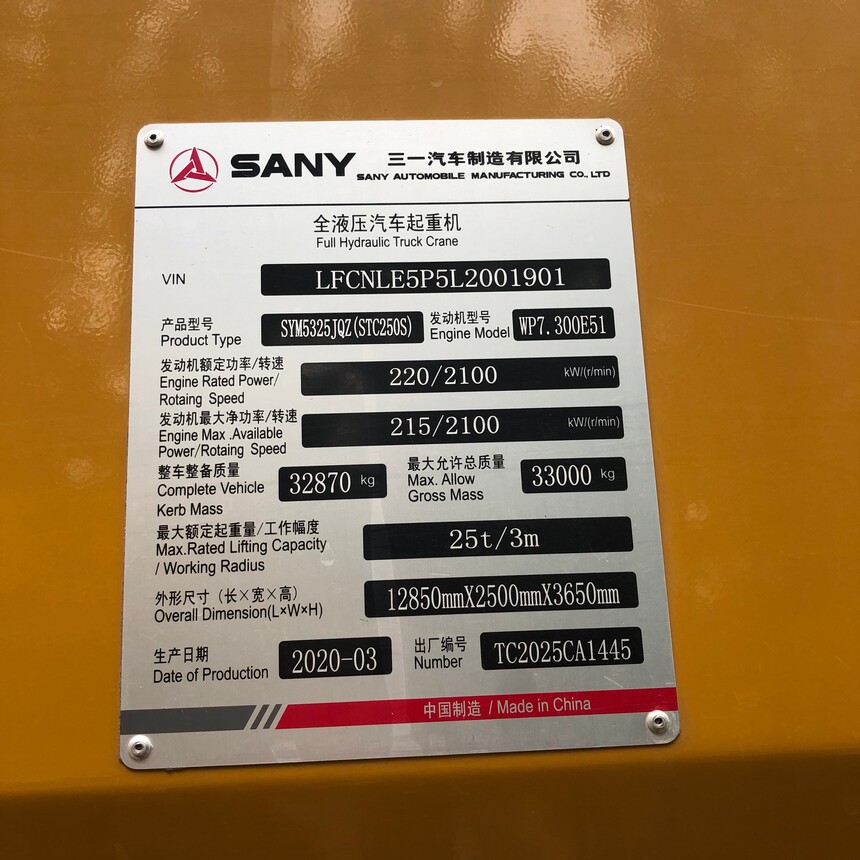 SANY 三一汽车制造有限公司
SANY AUTOMOBILE MANUFACTURING CO., LTD
全液压汽车起重机
Full Hydraulic Truck Crane
VIN LFCNLE5P5L2001901
产品型号 发动机型号
Product Type SYM5325JQZ(STC250S) Engine Model WP7.300E51
发动机额定功率/转速
Engine Rated Power/ 220/2100 kW/(r/min)
Rotaing Speed
发动机最大净功率/转速
Engine Max .Available 215/2100 kW/(r/min)
Power/Rotaing Speed
整车整备质量 最大允许总质量
Complete Vehicle 32870 kg Max. Allow 33000 kg
Kerb Mass Gross Mass
最大额定起重量/工作幅度
Max.Rated Lifting Capacity 25t/3m
/ Working Radius
外形尺寸（长×宽×高）
Overall Dimension(L×W×H) 12850mmX2500mmX3650mm
生产日期 出厂编号
Date of Production 2020-03 Number TC2025CA1445
中国制造 / Made in China